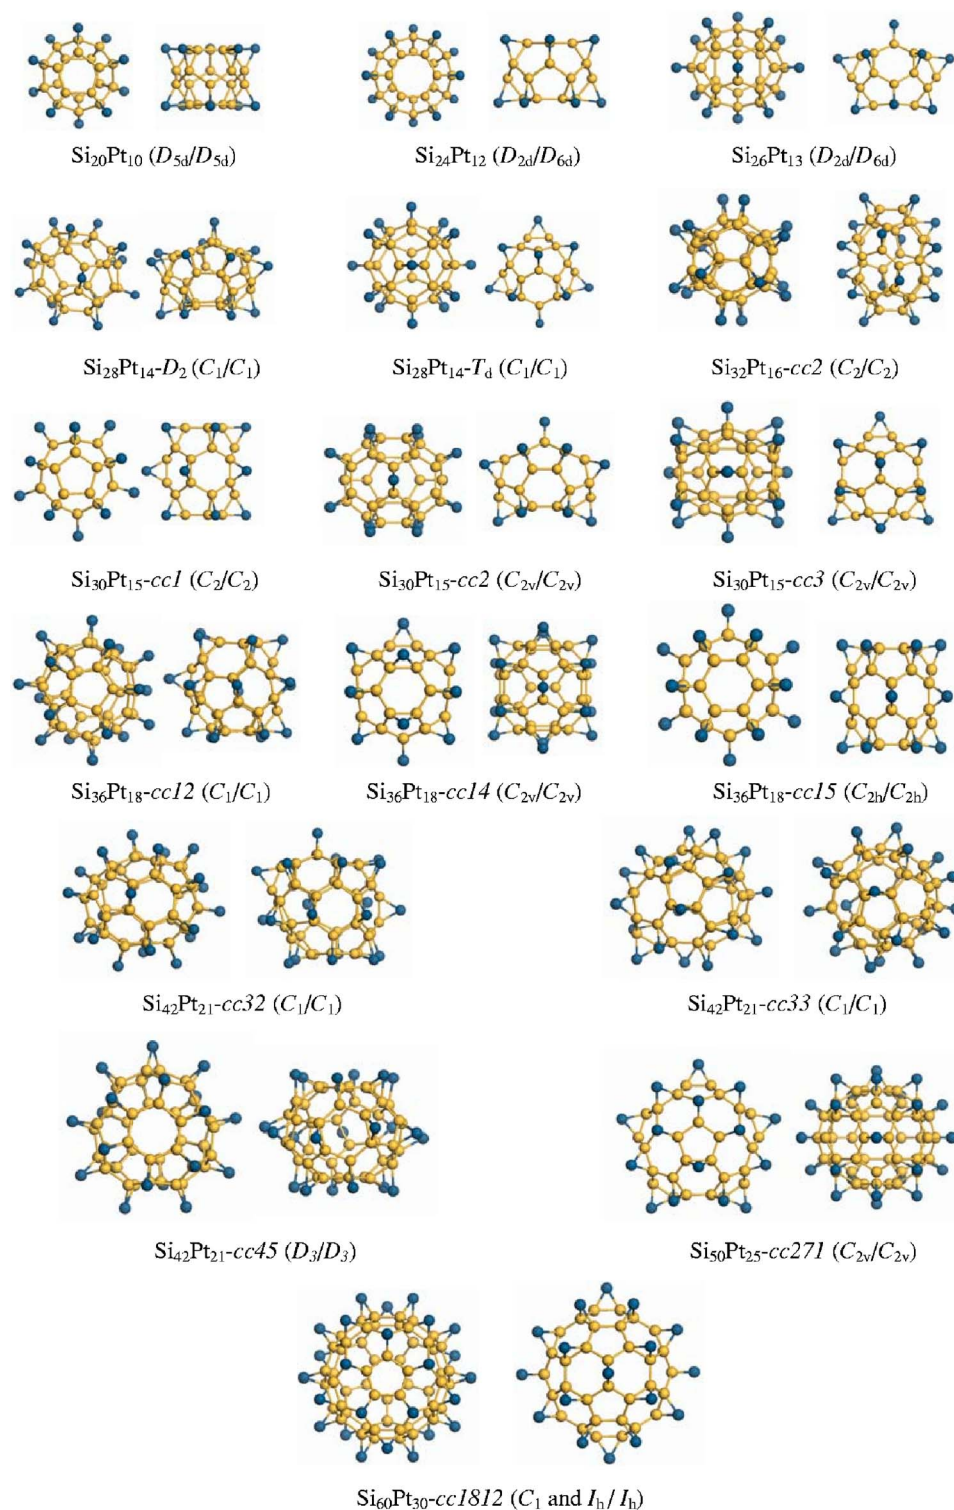 Si₂₀Pt₁₀ (D₅d/D₅d) Si₂₄Pt₁₂ (D₂d/D₆d) Si₂₆Pt₁₃ (D₂d/D₆d)
Si₂₈Pt₁₄-D₂ (C₁/C₁) Si₂₈Pt₁₄-Td (C₁/C₁) Si₃₂Pt₁₆-cc2 (C₂/C₂)
Si₃₀Pt₁₅-cc1 (C₂/C₂) Si₃₀Pt₁₅-cc2 (C₂v/C₂v) Si₃₀Pt₁₅-cc3 (C₂v/C₂v)
Si₃₆Pt₁₈-cc12 (C₁/C₁) Si₃₆Pt₁₈-cc14 (C₂v/C₂v) Si₃₆Pt₁₈-cc15 (C₂h/C₂h)
Si₄₂Pt₂₁-cc32 (C₁/C₁) Si₄₂Pt₂₁-cc33 (C₁/C₁)
Si₄₂Pt₂₁-cc45 (D₃/D₃) Si₅₀Pt₂₅-cc271 (C₂v/C₂v)
Si₆₀Pt₃₀-cc1812 (C₁ and Ih / Ih)